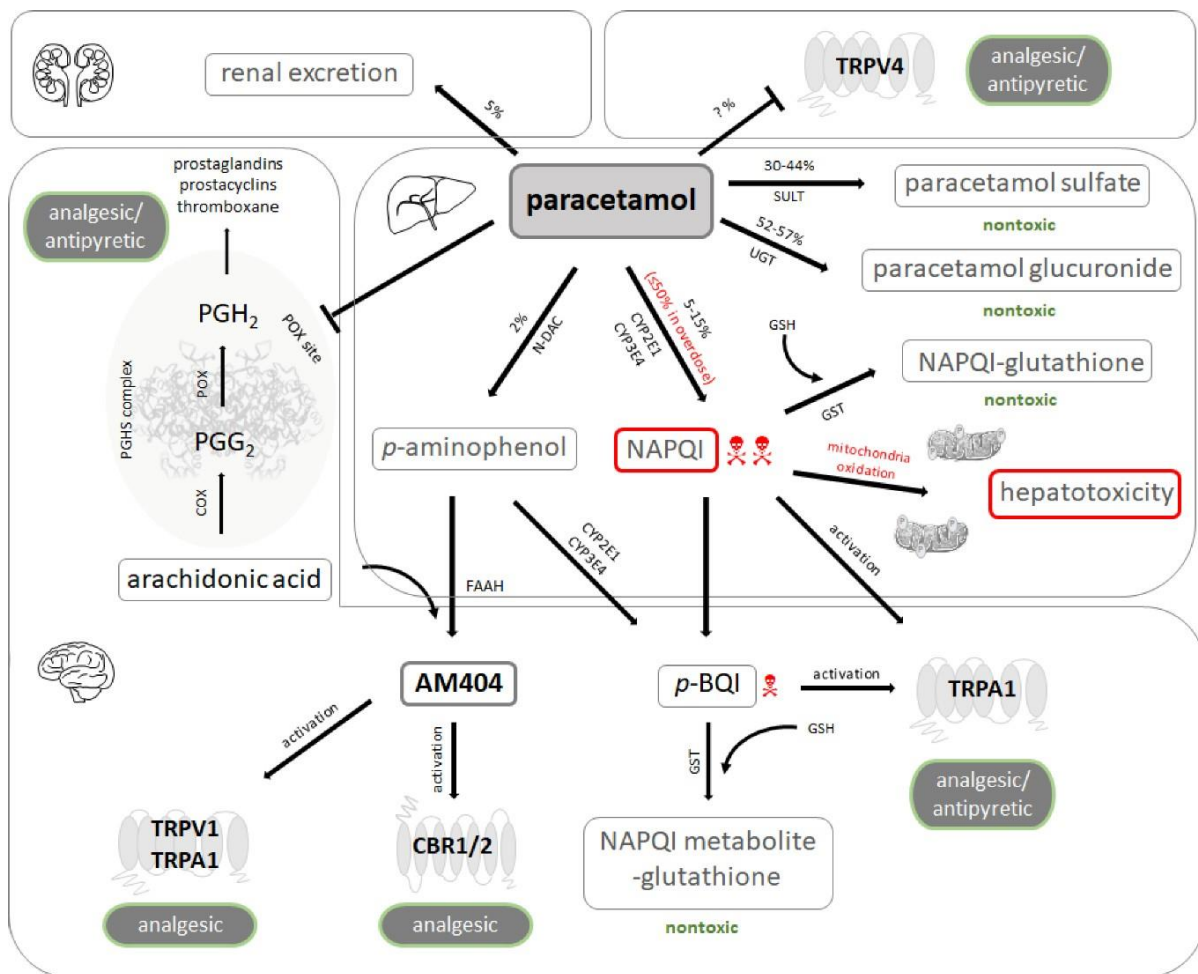 renal excretion
5%
? %
TRPV4
analgesic/
antipyretic
prostaglandins
prostacyclins
thromboxane
analgesic/
antipyretic
PGH2
POX site
POX
PGHS complex
PGG2
COX
arachidonic acid
paracetamol
30-44%
SULT
paracetamol sulfate
nontoxic
52-57%
UGT
paracetamol glucuronide
nontoxic
2%
N-DAC
5-15%
(≤50% in overdose)
CYP2E1
CYP3E4
GSH
GST
NAPQI-glutathione
nontoxic
p-aminophenol
NAPQI
mitochondria
oxidation
hepatotoxicity
FAAH
CYP2E1
CYP3E4
activation
AM404
p-BQI
activation
TRPA1
activation
activation
GST
GSH
analgesic/
antipyretic
TRPV1
TRPA1
analgesic
CBR1/2
analgesic
NAPQI metabolite
-glutathione
nontoxic